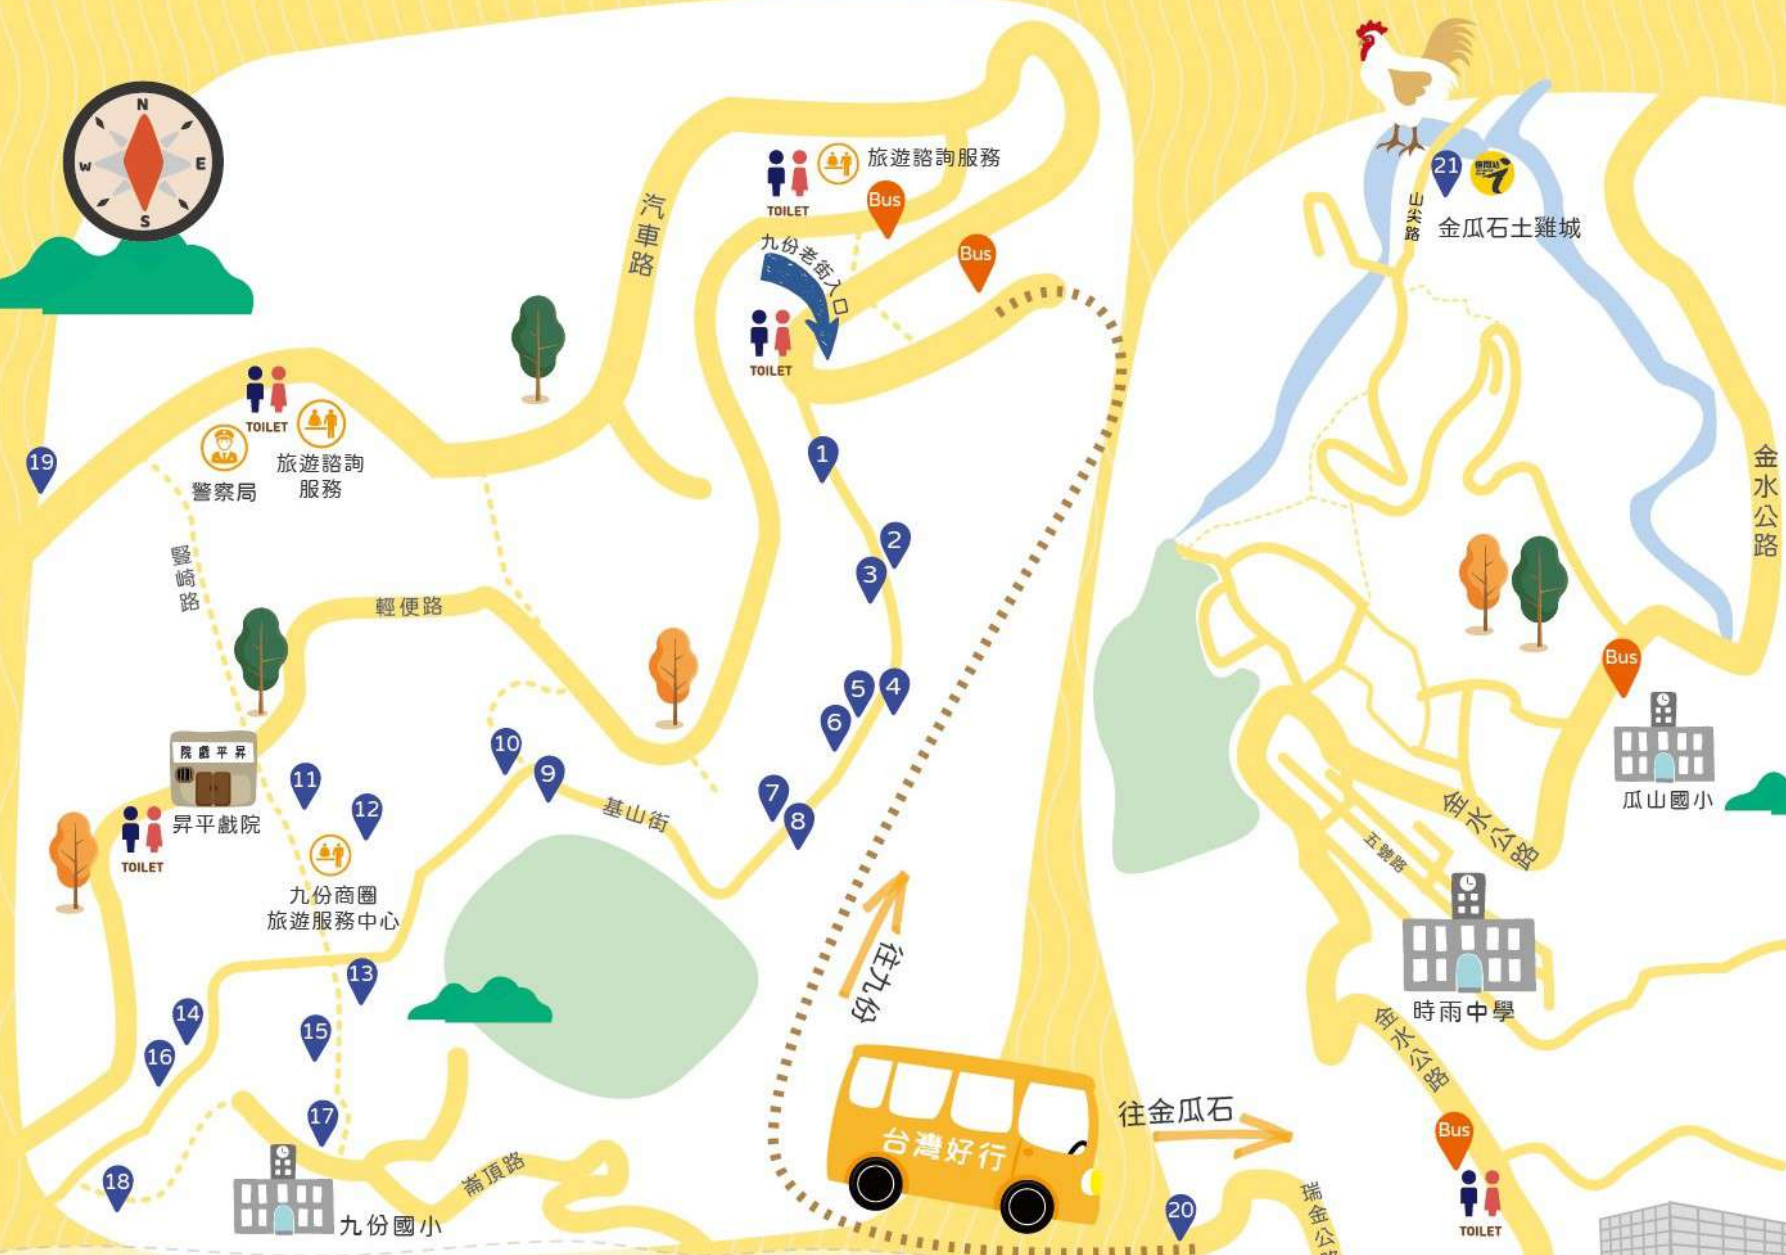 N
W
E
S
TOILET
旅遊諮詢服務
Bus
Bus
九份老街入口
TOILET
汽車路
TOILET
警察局
旅遊諮詢
服務
19
豎崎路
輕便路
1
2
3
4
5
6
7
8
9
10
11
12
基山街
昇平戲院
昇平戲院
TOILET
九份商圈
旅遊服務中心
13
14
15
16
17
18
九份國小
崙頂路
往九份
台灣好行
往金瓜石
20
瑞金公路
21
山尖路
金瓜石土雞城
金水公路
Bus
瓜山國小
金水公路
五號路
時雨中學
金水公路
Bus
TOILET